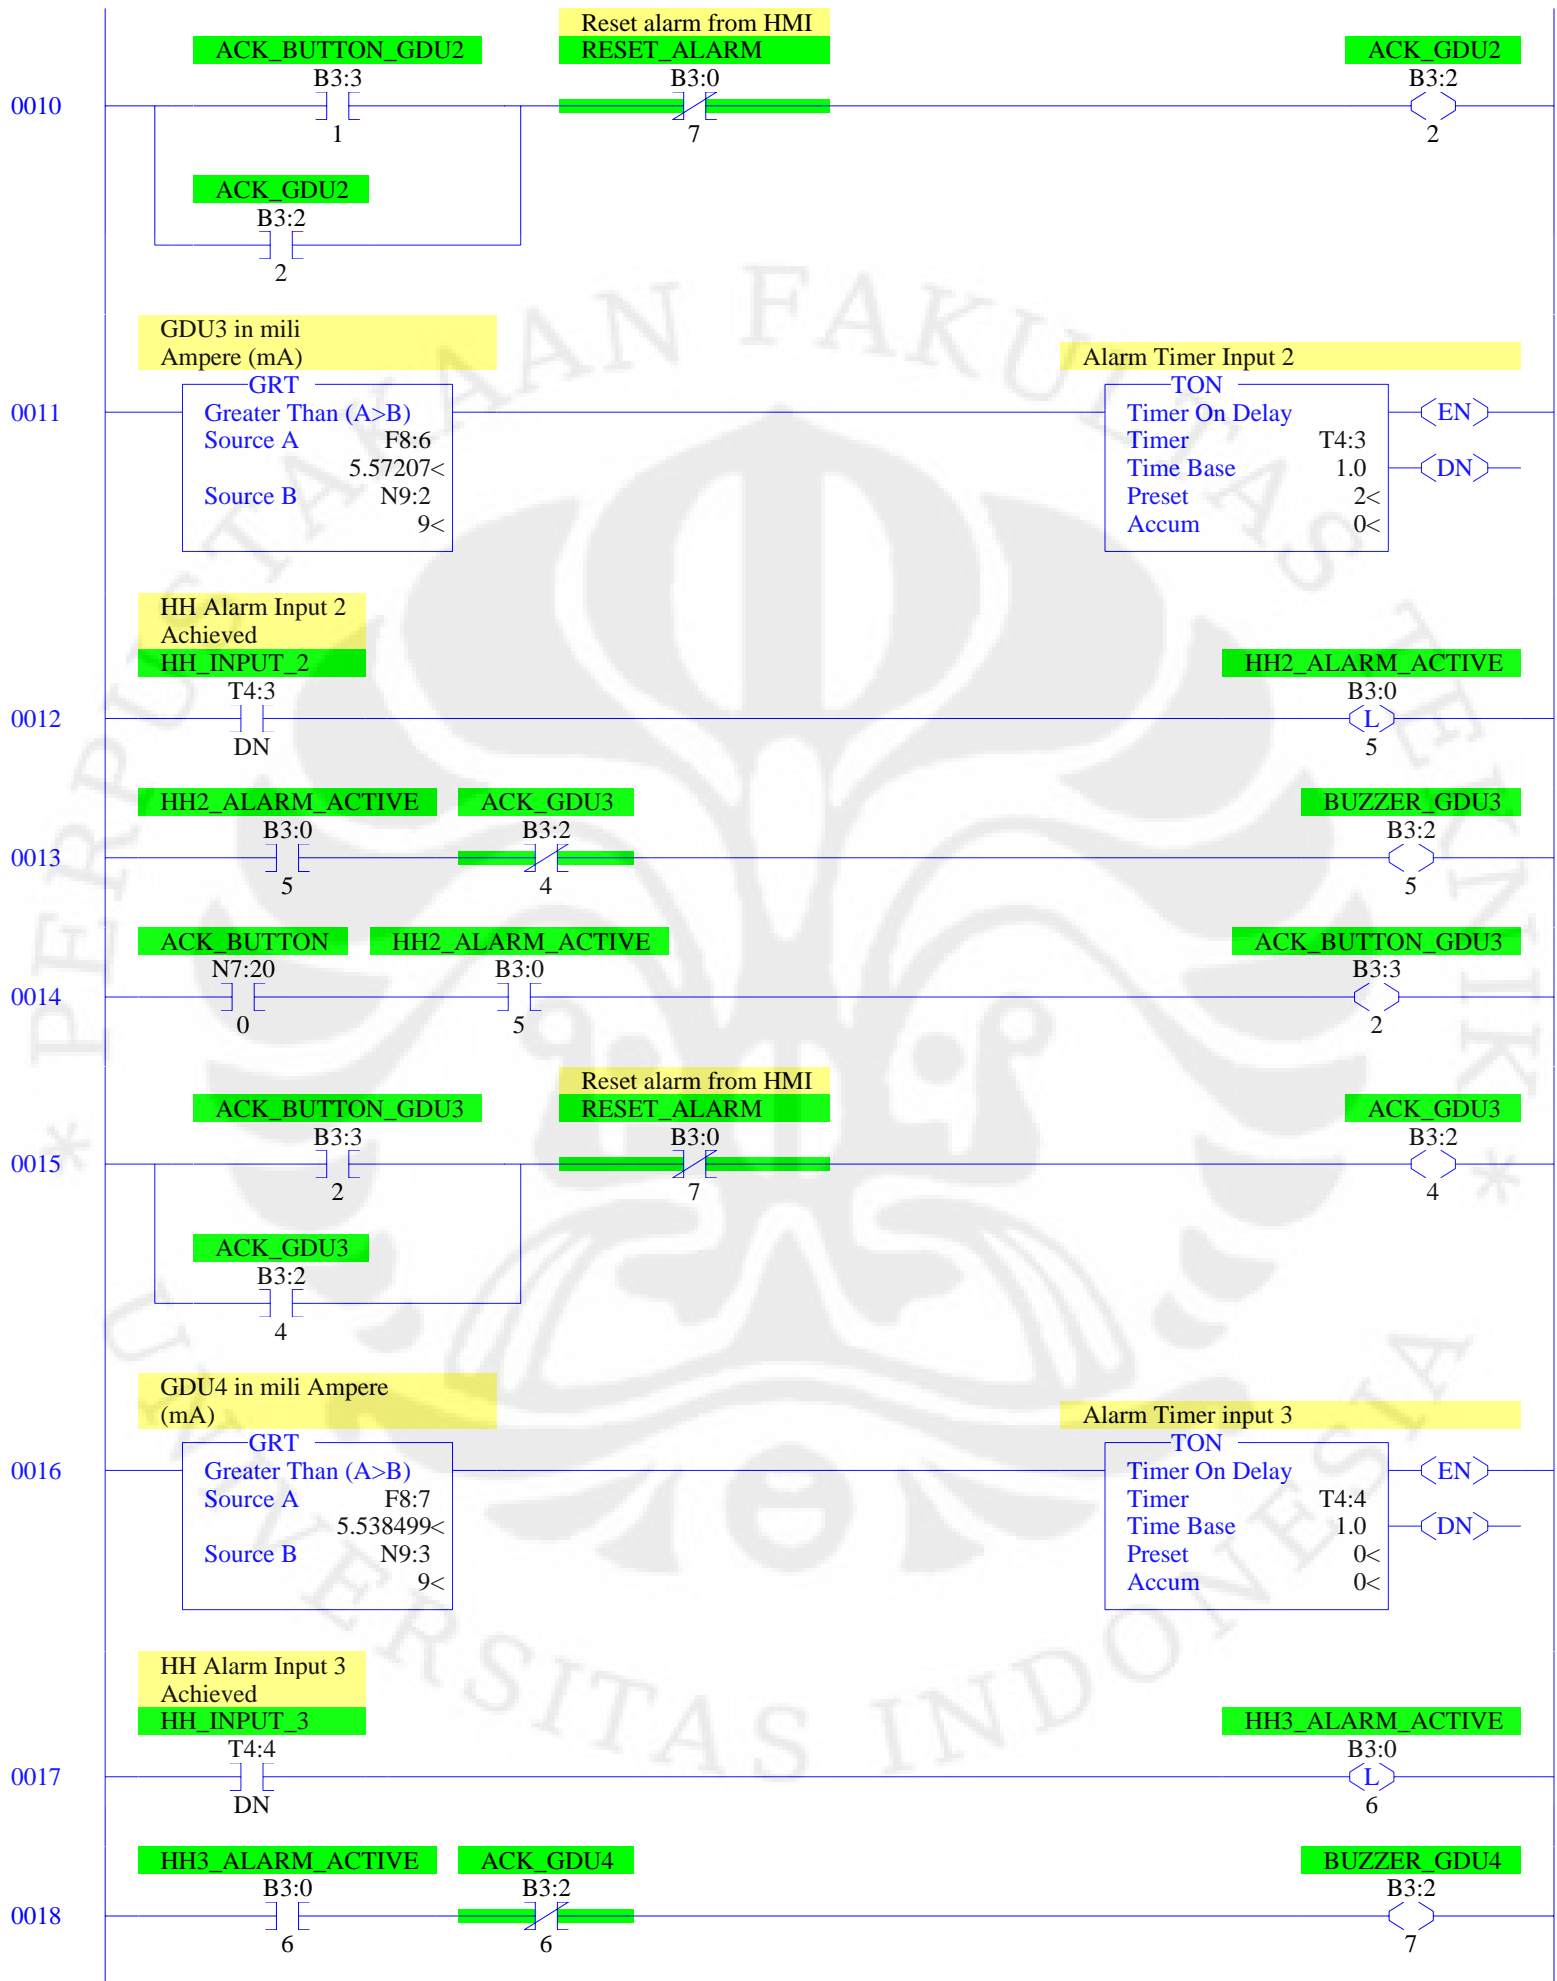 Reset alarm from HMI
ACK_BUTTON_GDU2 RESET_ALARM ACK_GDU2
B3:3 B3:0 B3:2
0010
1 7 2
ACK_GDU2
B3:2
2
GDU3 in mili
Ampere (mA) Alarm Timer Input 2
GRT TON
0011 Greater Than (A>B) Timer On Delay EN
Source A F8:6 Timer T4:3
5.57207< Time Base 1.0 DN
Source B N9:2 Preset 2<
9< Accum 0<
HH Alarm Input 2
Achieved
HH_INPUT_2 HH2_ALARM_ACTIVE
T4:3 B3:0
0012 L
DN 5
HH2_ALARM_ACTIVE ACK_GDU3 BUZZER_GDU3
B3:0 B3:2 B3:2
0013
5 4 5
ACK_BUTTON HH2_ALARM_ACTIVE ACK_BUTTON_GDU3
N7:20 B3:0 B3:3
0014
0 5 2
Reset alarm from HMI
ACK_BUTTON_GDU3 RESET_ALARM ACK_GDU3
B3:3 B3:0 B3:2
0015
2 7 4
ACK_GDU3
B3:2
4
GDU4 in mili Ampere
(mA) Alarm Timer input 3
GRT TON
0016 Greater Than (A>B) Timer On Delay EN
Source A F8:7 Timer T4:4
5.538499< Time Base 1.0 DN
Source B N9:3 Preset 0<
9< Accum 0<
HH Alarm Input 3
Achieved
HH_INPUT_3 HH3_ALARM_ACTIVE
T4:4 B3:0
0017 L
DN 6
HH3_ALARM_ACTIVE ACK_GDU4 BUZZER_GDU4
B3:0 B3:2 B3:2
0018
6 6 7
* PERPUSTAKAAN FAKULTAS TEKNIK *
UNIVERSITAS INDONESIA